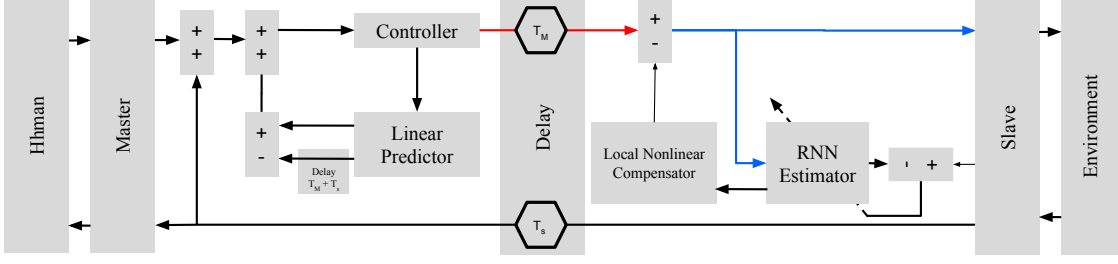 Hhman
Master
+
+
+
+
Controller
T_M
+
-
+
-
Linear
Predictor
Delay
T_M + T_s
Delay
Local Nonlinear
Compensator
RNN
Estimator
- +
Slave
Environment
T_s